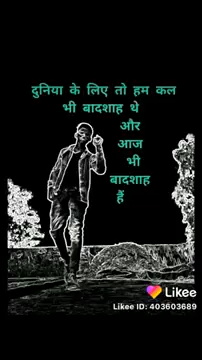 दुनिया के लिए तो हम कल
भी बादशाह थे
और
आज
भी
बादशाह
हैं
Likee
Likee ID: 403603689